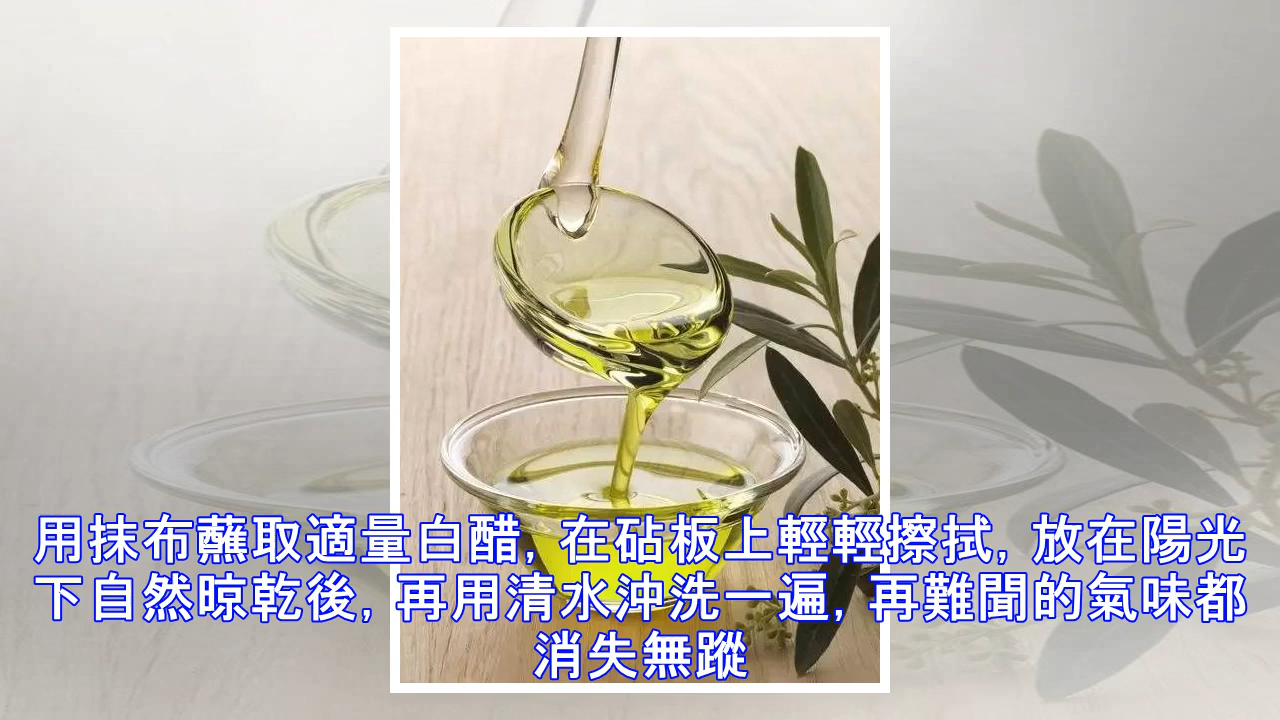 用抹布蘸取適量白醋, 在砧板上輕輕擦拭, 放在陽光
下自然晾乾後, 再用清水沖洗一遍, 再難聞的氣味都
消失無蹤